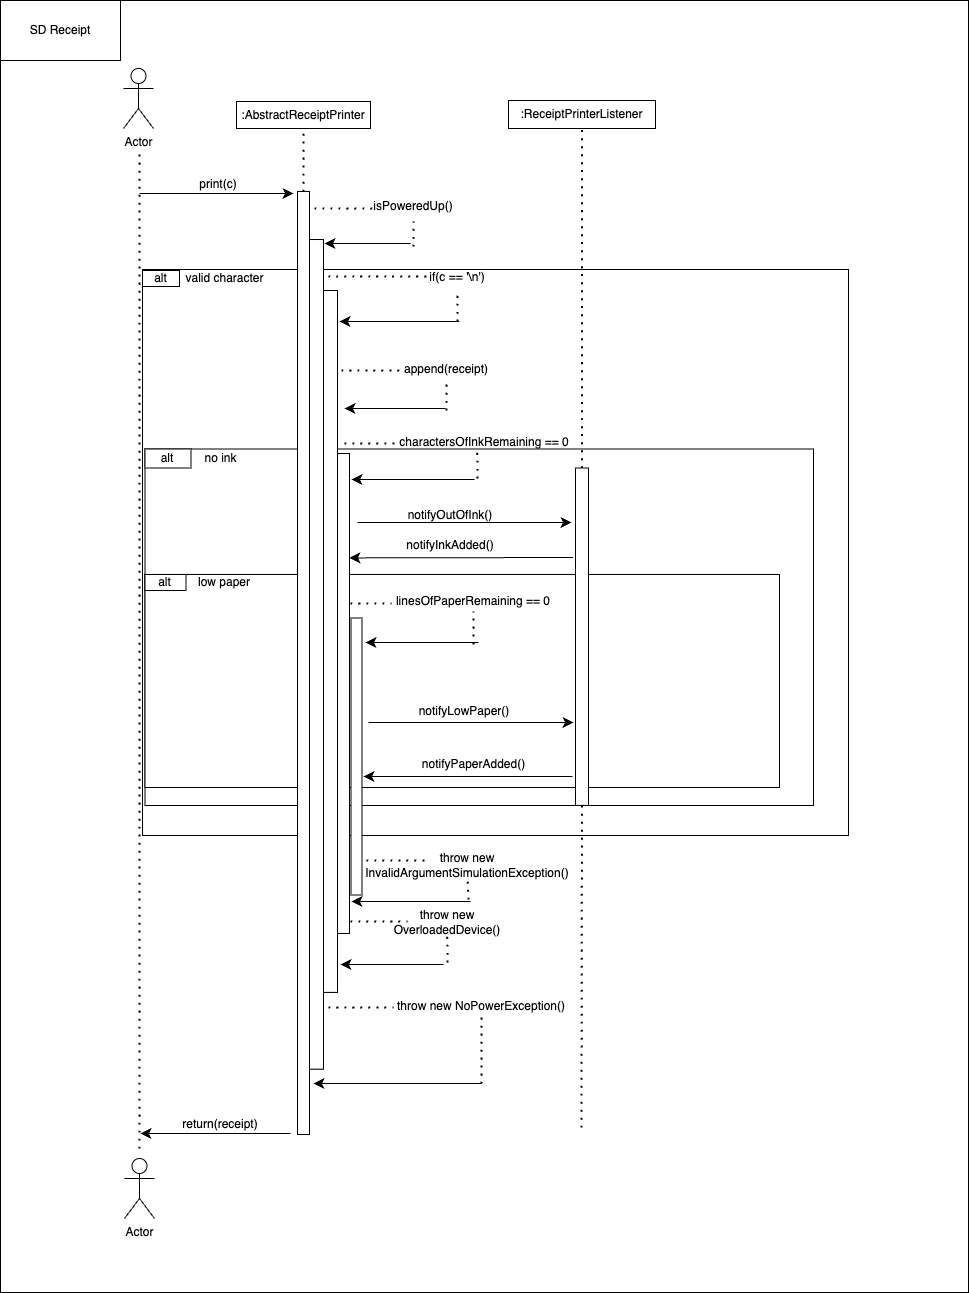 SD Receipt
Actor
:AbstractReceiptPrinter
:ReceiptPrinterListener
print(c)
isPoweredUp()
alt
valid character
if(c == '\n')
append(receipt)
charactersOfInkRemaining == 0
alt
no ink
notifyOutOfInk()
notifyInkAdded()
alt
low paper
linesOfPaperRemaining == 0
notifyLowPaper()
notifyPaperAdded()
throw new
InvalidArgumentSimulationException()
throw new
OverloadedDevice()
throw new NoPowerException()
return(receipt)
Actor